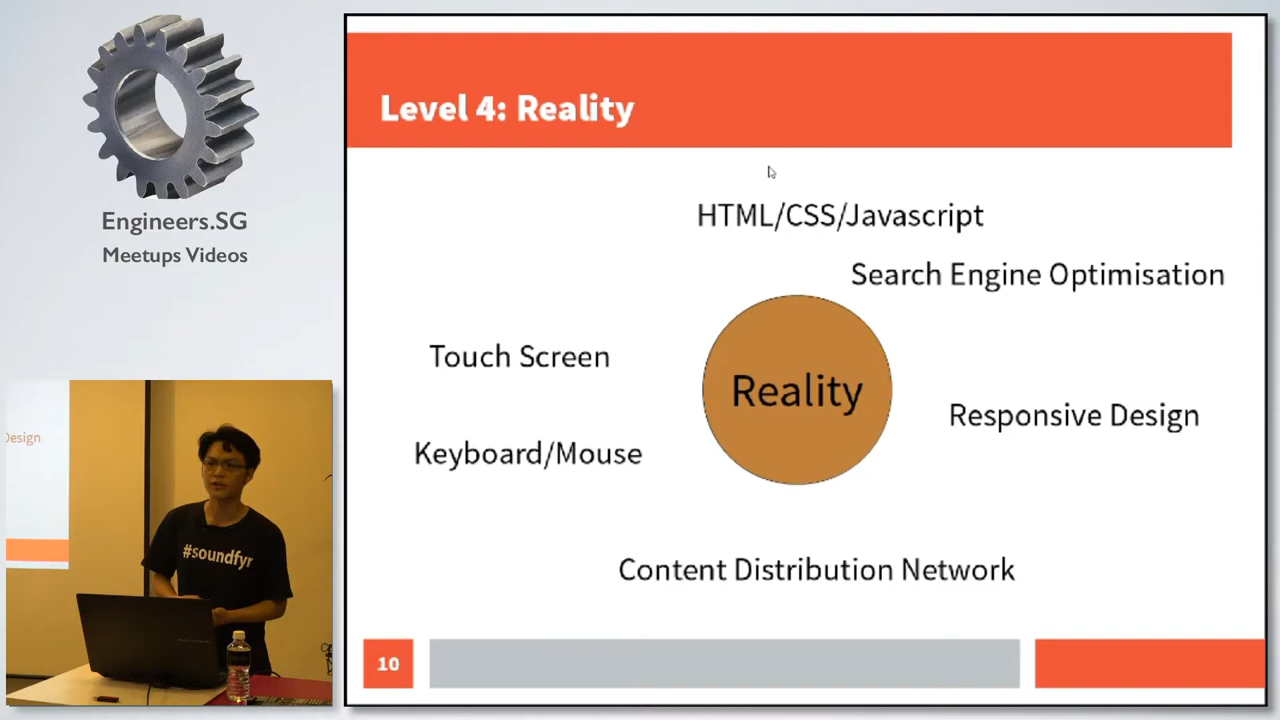 Engineers.SG
Meetups Videos
Level 4: Reality
HTML/CSS/Javascript
Search Engine Optimisation
Touch Screen
Reality
Responsive Design
Keyboard/Mouse
Content Distribution Network
10
Design
#soundfyr